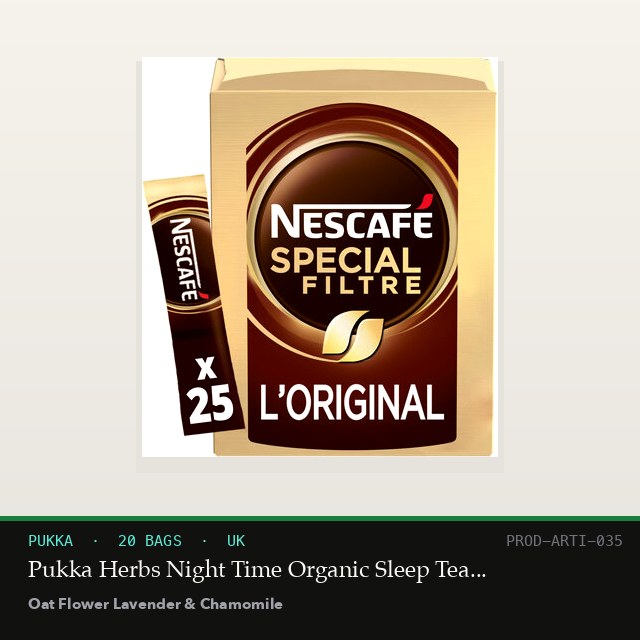 NESCAFÉ
SPECIAL
FILTRE
L'ORIGINAL
NESCAFÉ
x
25
PUKKA · 20 BAGS · UK
PROD–ARTI–035
Pukka Herbs Night Time Organic Sleep Tea...
Oat Flower Lavender & Chamomile